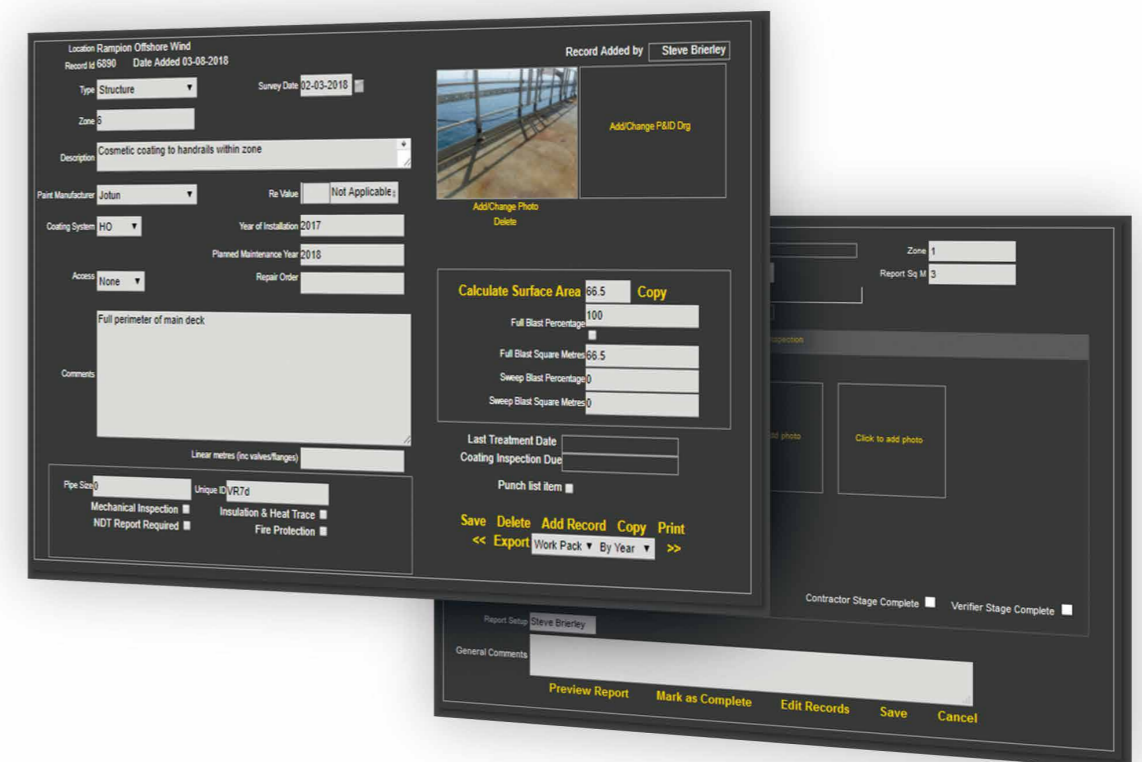 Location Rampion Offshore Wind
Record Id 6890 Date Added 03-08-2018
Record Added by Steve Brierley
Type Structure
Survey Date 02-03-2018
Zone 6
Description Cosmetic coating to handrails within zone
Paint Manufacturer Jotun
Re Value Not Applicable
Coating System HO
Year of Installation 2017
Planned Maintenance Year 2018
Access None
Repair Order
Comments Full perimeter of main deck
Linear metres (inc valves/flanges)
Pipe Size 0
Unique ID VR7d
Mechanical Inspection
Insulation & Heat Trace
NDT Report Required
Fire Protection
Add/Change P&ID Drg
Add/Change Photo
Delete
Calculate Surface Area 66.5 Copy
Full Blast Percentage 100
Full Blast Square Metres 66.5
Sweep Blast Percentage 0
Sweep Blast Square Metres 0
Last Treatment Date
Coating Inspection Due
Punch list item
Save Delete Add Record Copy Print
<< Export Work Pack By Year >>
Zone 1
Report Sq M 3
photo
Click to add photo
Contractor Stage Complete
Verifier Stage Complete
Report Setup Steve Brierley
General Comments
Preview Report Mark as Complete Edit Records Save Cancel